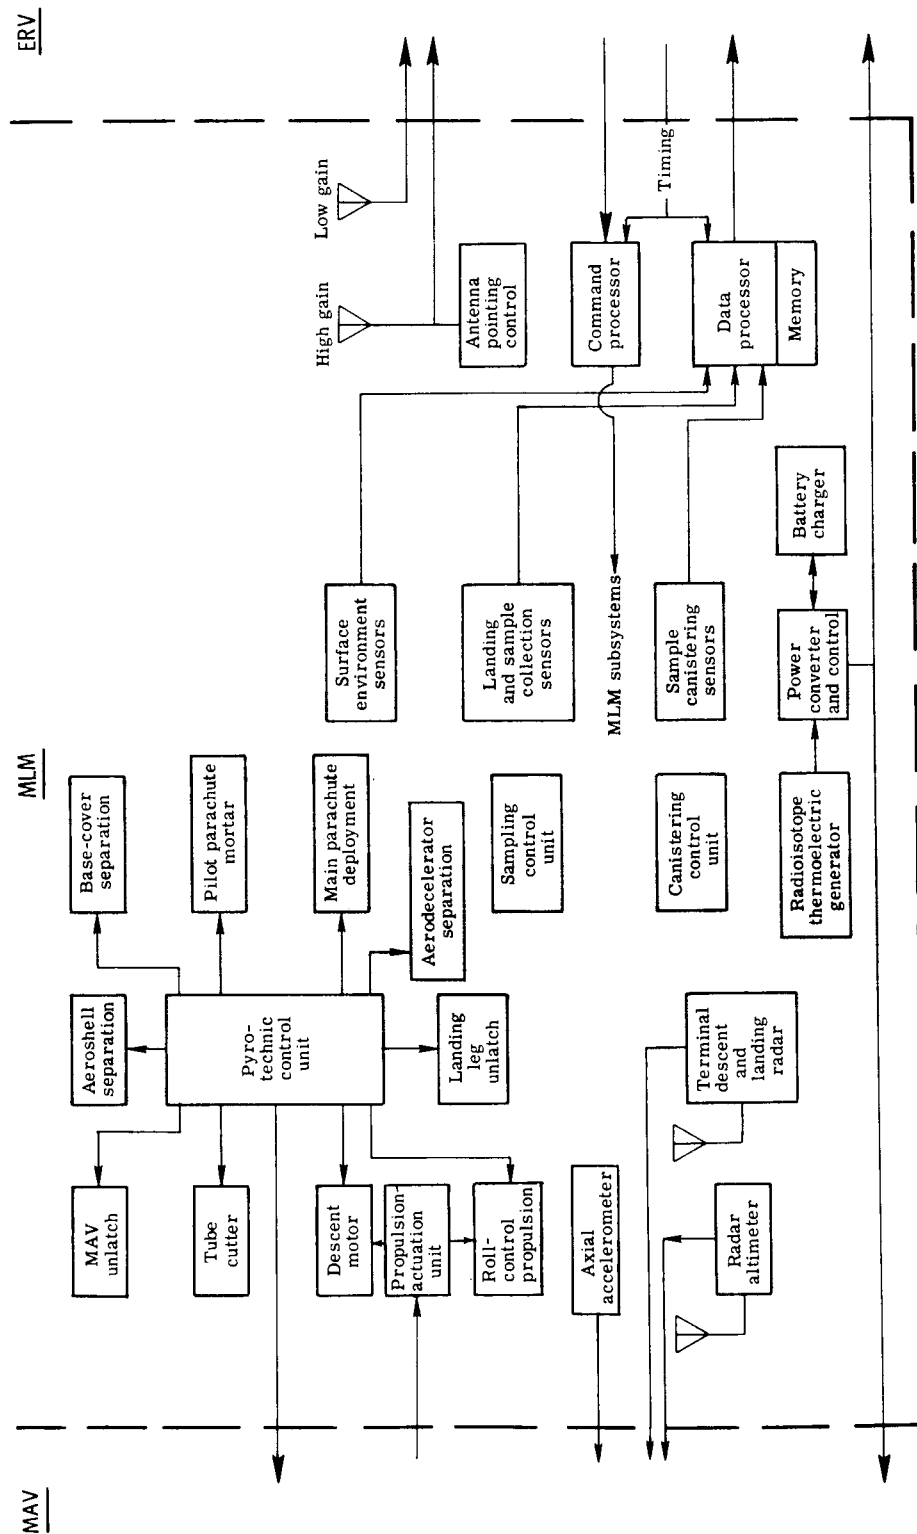 MAV
MLM
ERV
MAV
unlatch
Aeroshell
separation
Base-cover
separation
Tube
cutter
Pyro-
technic
control
unit
Pilot parachute
mortar
Descent
motor
Main parachute
deployment
Propulsion-
actuation
unit
Landing
leg
unlatch
Aerodecelerator
separation
Roll-
control
propulsion
Sampling
control
unit
Axial
accelerometer
Canistering
control
unit
Terminal
descent
and
landing
radar
Radar
altimeter
Radioisotope
thermoelectric
generator
Surface
environment
sensors
Landing
and sample
collection
sensors
MLM subsystems
Sample
canistering
sensors
Power
converter
and control
Battery
charger
High gain
Low gain
Antenna
pointing
control
Command
processor
Timing
Data
processor
Memory